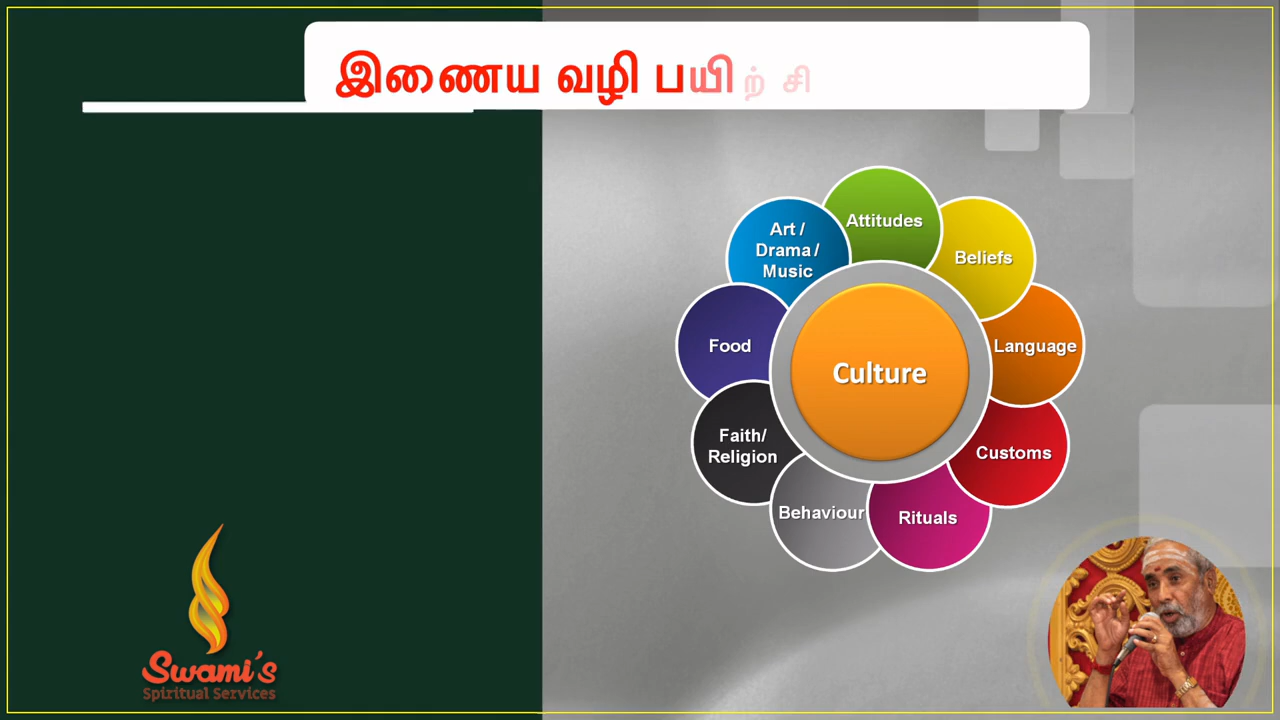 இணைய வழி பயிற்சி
Attitudes
Art /
Drama /
Music
Beliefs
Food
Language
Culture
Faith/
Religion
Customs
Behaviour
Rituals
Swami's
Spiritual Services